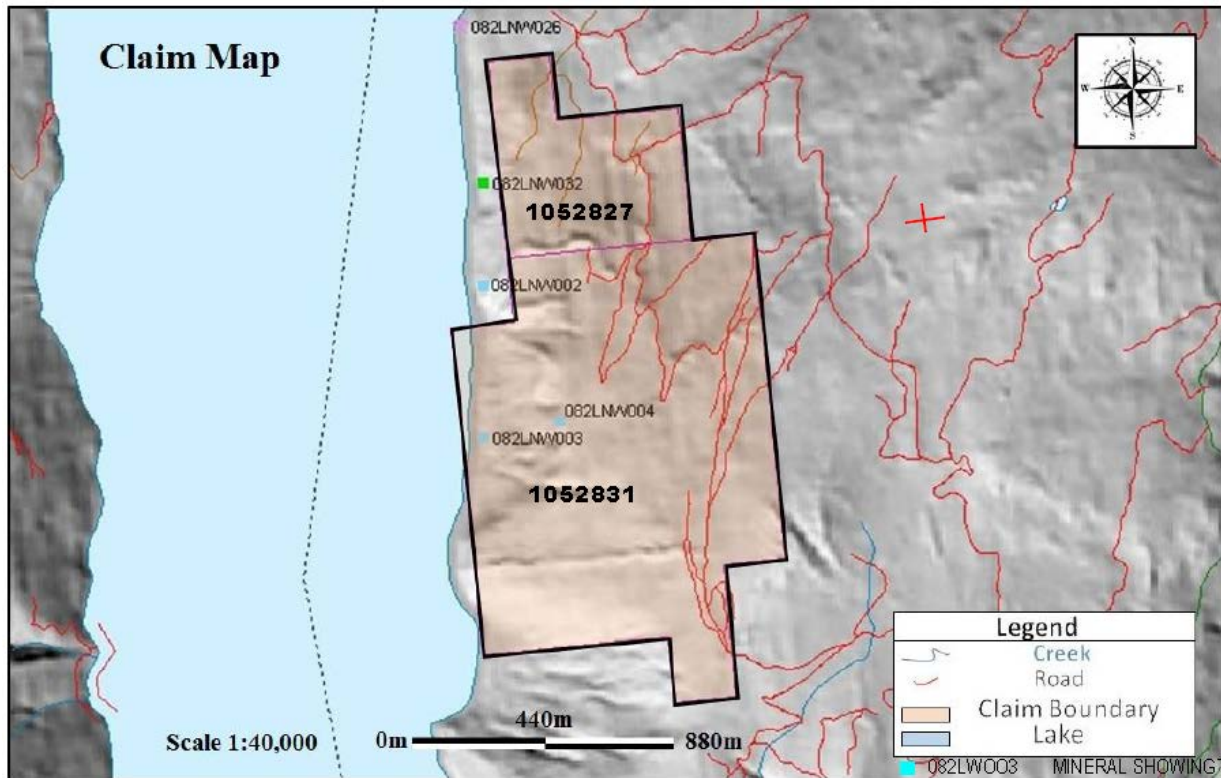 Claim Map
082LNW026
N
W E
S
082LNW032
1052827
082LNW002
082LNW004
082LNW003
1052831
Legend
Creek
Road
Claim Boundary
Lake
Scale 1:40,000
0m
440m
880m
082LWOO3 MINERAL SHOWING